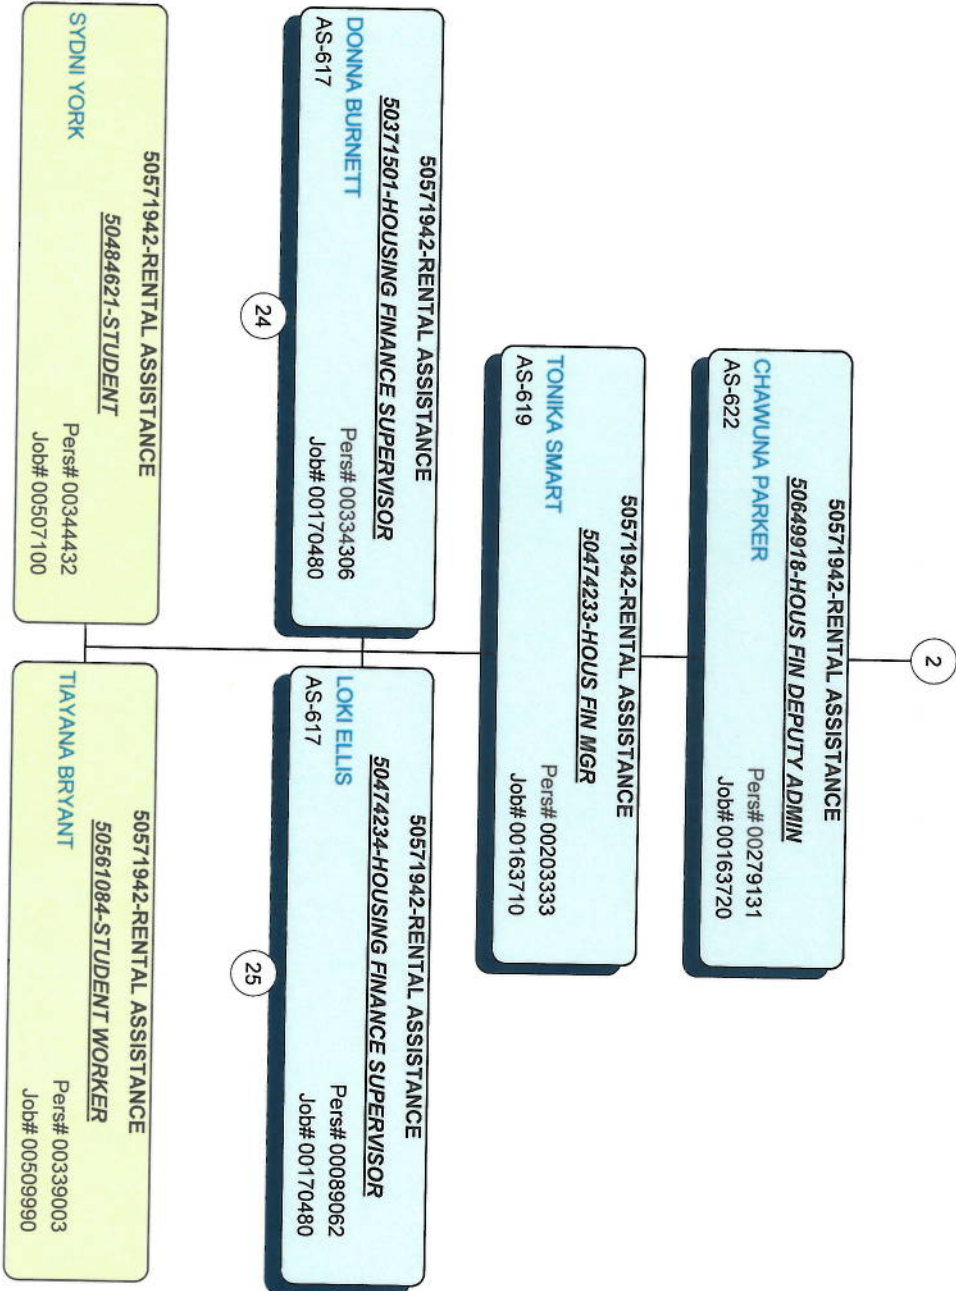 2
50571942-RENTAL ASSISTANCE
50649918-HOUS FIN DEPUTY ADMIN
CHAWUNA PARKER
Pers# 00279131
AS-622
Job# 00163720
50571942-RENTAL ASSISTANCE
50474233-HOUS FIN MGR
TONIKA SMART
Pers# 00203333
AS-619
Job# 00163710
50571942-RENTAL ASSISTANCE
50371501-HOUSING FINANCE SUPERVISOR
DONNA BURNETT
Pers# 00334306
AS-617
Job# 00170480
24
50571942-RENTAL ASSISTANCE
50474234-HOUSING FINANCE SUPERVISOR
LOKI ELLIS
Pers# 00089062
AS-617
Job# 00170480
25
50571942-RENTAL ASSISTANCE
50484621-STUDENT
SYDNI YORK
Pers# 00344432
Job# 00507100
50571942-RENTAL ASSISTANCE
50561084-STUDENT WORKER
TIAYANA BRYANT
Pers# 00339003
Job# 00509990